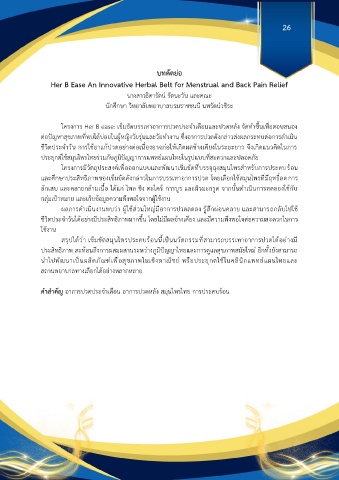 26
บทคัดย่อ
Her B Ease An Innovative Herbal Belt for Menstrual and Back Pain Relief
นางสาวธิดารัตน์ รัตนะวัน และคณะ
นักศึกษา วิทยาลัยพยาบาลบรมราชชนนี นพรัตน์วชิระ
โครงการ Her B ease: เข็มขัดบรรเทาอาการปวดประจำเดือนและปวดหลัง จัดทำขึ้นเพื่อตอบสนอง
ต่อปัญหาสุขภาพที่พบได้บ่อยในผู้หญิงวัยรุ่นและวัยทำงาน ซึ่งอาการปวดดังกล่าวส่งผลกระทบต่อการดำเนิน
ชีวิตประจำวัน การใช้ยาแก้ปวดอย่างต่อเนื่องอาจก่อให้เกิดผลข้างเคียงในระยะยาว จึงเกิดแนวคิดในการ
ประยุกต์ใช้สมุนไพรไทยร่วมกับภูมิปัญญาการแพทย์แผนไทยในรูปแบบที่สะดวกและปลอดภัย
โครงการมีวัตถุประสงค์เพื่อออกแบบและพัฒนาเข็มขัดที่บรรจุถุงสมุนไพรสำหรับการประคบร้อน
และศึกษาประสิทธิภาพของเข็มขัดดังกล่าวในการบรรเทาอาการปวด โดยเลือกใช้สมุนไพรที่มีฤทธิ์ลดการ
อักเสบ และคลายกล้ามเนื้อ ได้แก่ ไพล ขิง ตะไคร้ การบูร และผิวมะกรูด จากนั้นดำเนินการทดลองใช้กับ
กลุ่มเป้าหมาย และเก็บข้อมูลความพึงพอใจจากผู้ใช้งาน
ผลการดำเนินงานพบว่า ผู้ใช้ส่วนใหญ่มีอาการปวดลดลง รู้สึกผ่อนคลาย และสามารถกลับไปใช้
ชีวิตประจำวันได้อย่างมีประสิทธิภาพมากขึ้น โดยไม่มีผลข้างเคียง และมีความพึงพอใจต่อความสะดวกในการ
ใช้งาน
สรุปได้ว่า เข็มขัดสมุนไพรประคบร้อนนี้เป็นนวัตกรรมที่สามารถบรรเทาอาการปวดได้อย่างมี
ประสิทธิภาพ สะท้อนถึงการผสมผสานระหว่างภูมิปัญญาไทยและการดูแลสุขภาพสมัยใหม่ อีกทั้งยังสามารถ
นำไปพัฒนาเป็นผลิตภัณฑ์เพื่อสุขภาพในเชิงพาณิชย์ หรือประยุกต์ใช้ในคลินิกแพทย์แผนไทยและ
สถานพยาบาลทางเลือกได้อย่างหลากหลาย
คำสำคัญ อาการปวดประจำเดือน อาการปวดหลัง สมุนไพรไทย การประคบร้อน